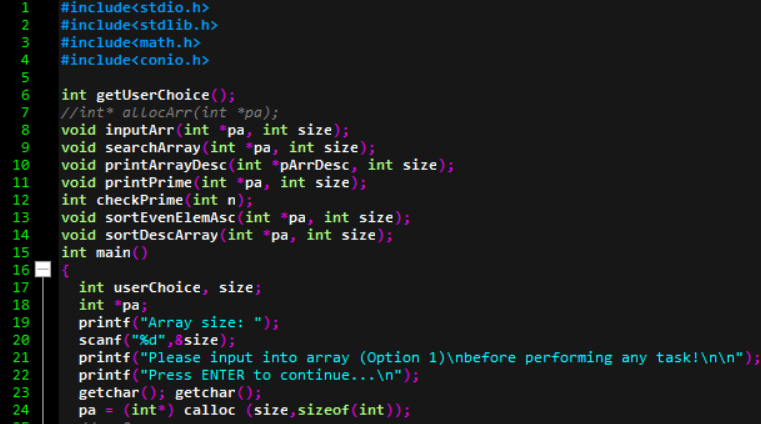 1 #include<stdio.h>
2 #include<stdlib.h>
3 #include<math.h>
4 #include<conio.h>
5
6 int getUserChoice();
7 //int* allocArr(int *pa);
8 void inputArr(int *pa, int size);
9 void searchArray(int *pa, int size);
10 void printArrayDesc(int *pArrDesc, int size);
11 void printPrime(int *pa, int size);
12 int checkPrime(int n);
13 void sortEvenElemAsc(int *pa, int size);
14 void sortDescArray(int *pa, int size);
15 int main()
16 {
17 int userChoice, size;
18 int *pa;
19 printf("Array size: ");
20 scanf("%d",&size);
21 printf("Please input into array (Option 1)\nbefore performing any task!\n\n");
22 printf("Press ENTER to continue...\n");
23 getchar(); getchar();
24 pa = (int*) calloc (size,sizeof(int));